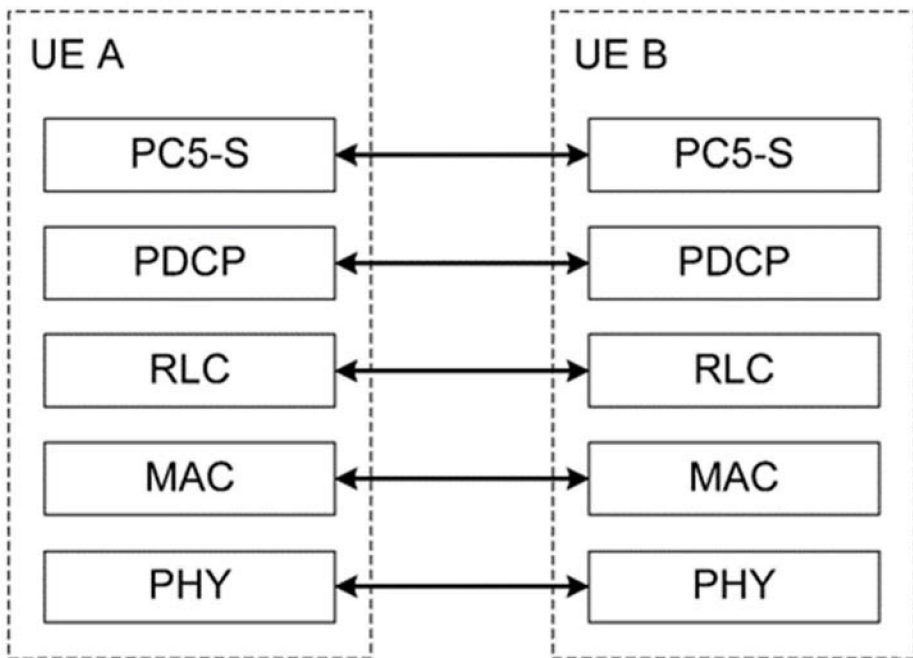 UE A
UE B
PC5-S
PC5-S
PDCP
PDCP
RLC
RLC
MAC
MAC
PHY
PHY